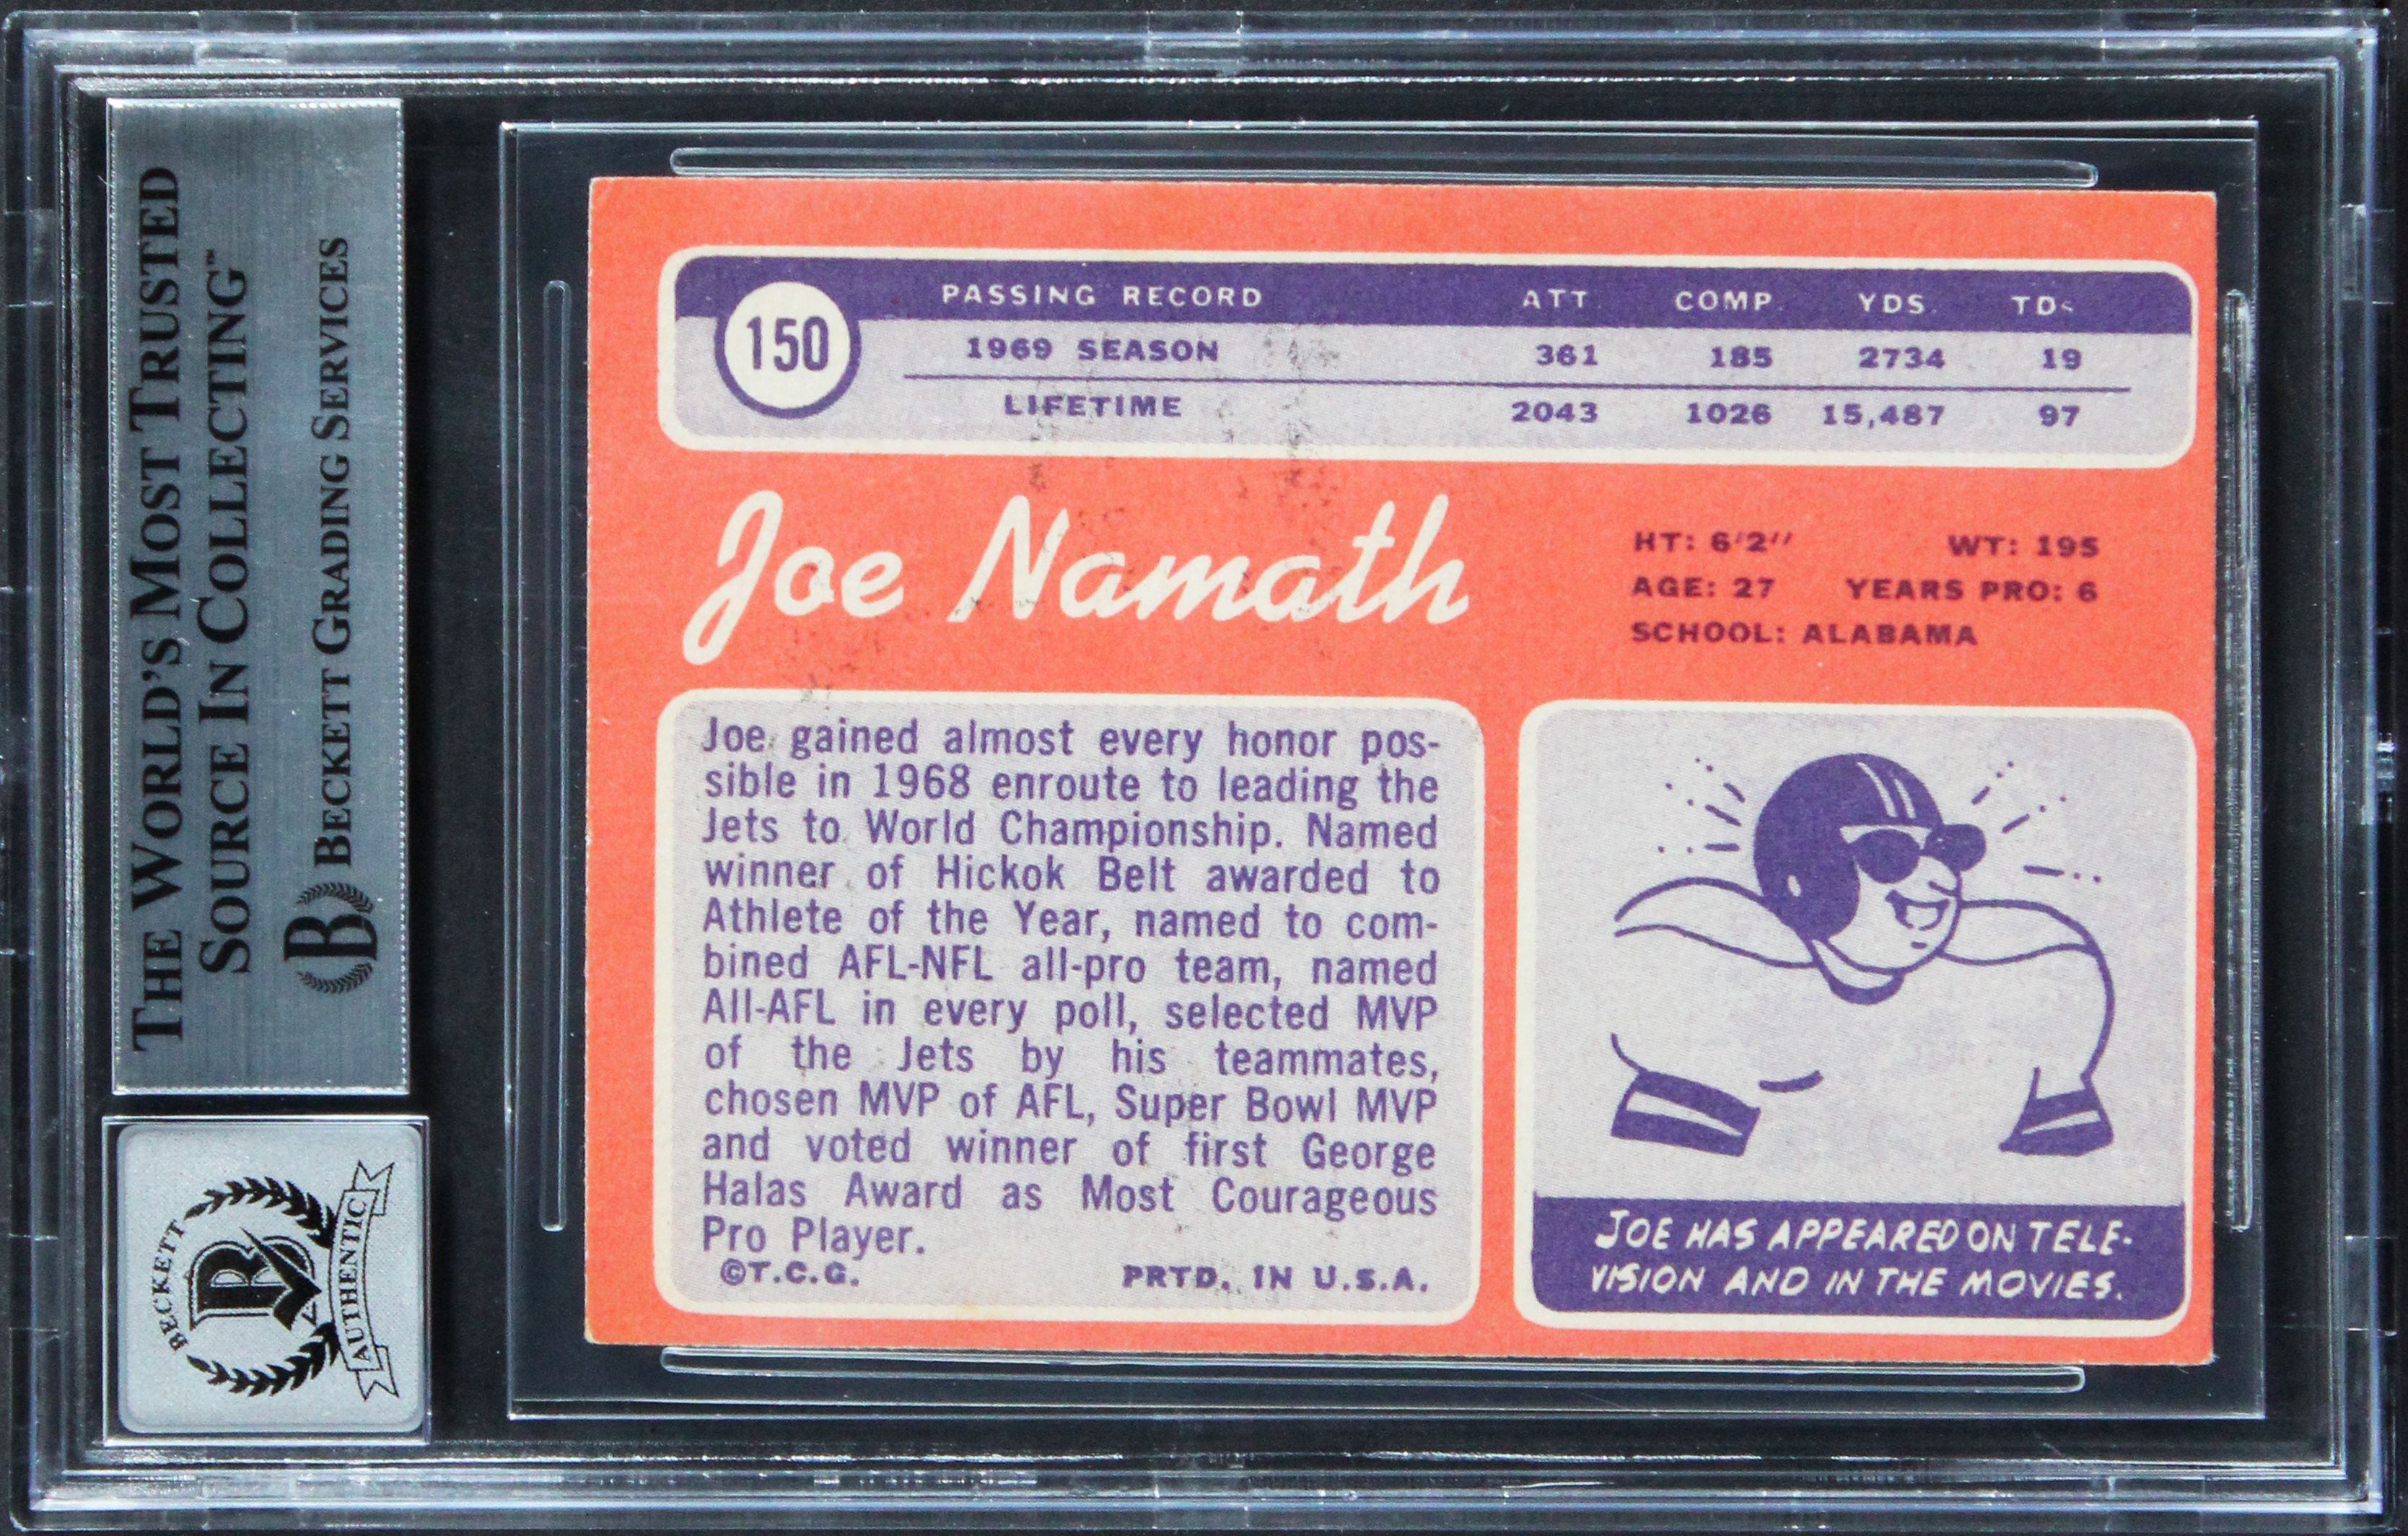 THE WORLD'S MOST TRUSTED
SOURCE IN COLLECTING™
BECKETT GRADING SERVICES
B
BECKETT
B
AUTHENTIC
150
PASSING RECORD ATT. COMP. YDS. TDs
1969 SEASON 361 185 2734 19
LIFETIME 2043 1026 15,487 97
Joe Namath
HT: 6'2'' WT: 195
AGE: 27 YEARS PRO: 6
SCHOOL: ALABAMA
Joe gained almost every honor pos-
sible in 1968 enroute to leading the
Jets to World Championship. Named
winner of Hickok Belt awarded to
Athlete of the Year, named to com-
bined AFL-NFL all-pro team, named
All-AFL in every poll, selected MVP
of the Jets by his teammates,
chosen MVP of AFL, Super Bowl MVP
and voted winner of first George
Halas Award as Most Courageous
Pro Player.
©T.C.G. PRTD. IN U.S.A.
JOE HAS APPEARED ON TELE-
VISION AND IN THE MOVIES.